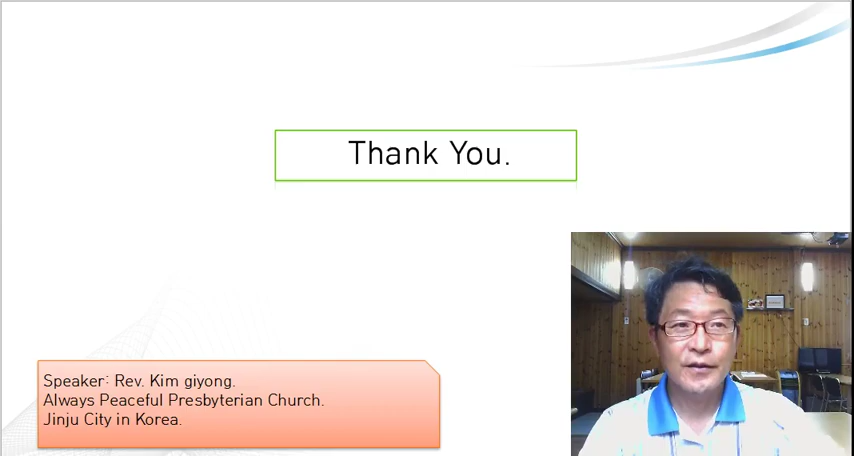 Thank You.
Speaker: Rev. Kim giyong.
Always Peaceful Presbyterian Church.
Jinju City in Korea.